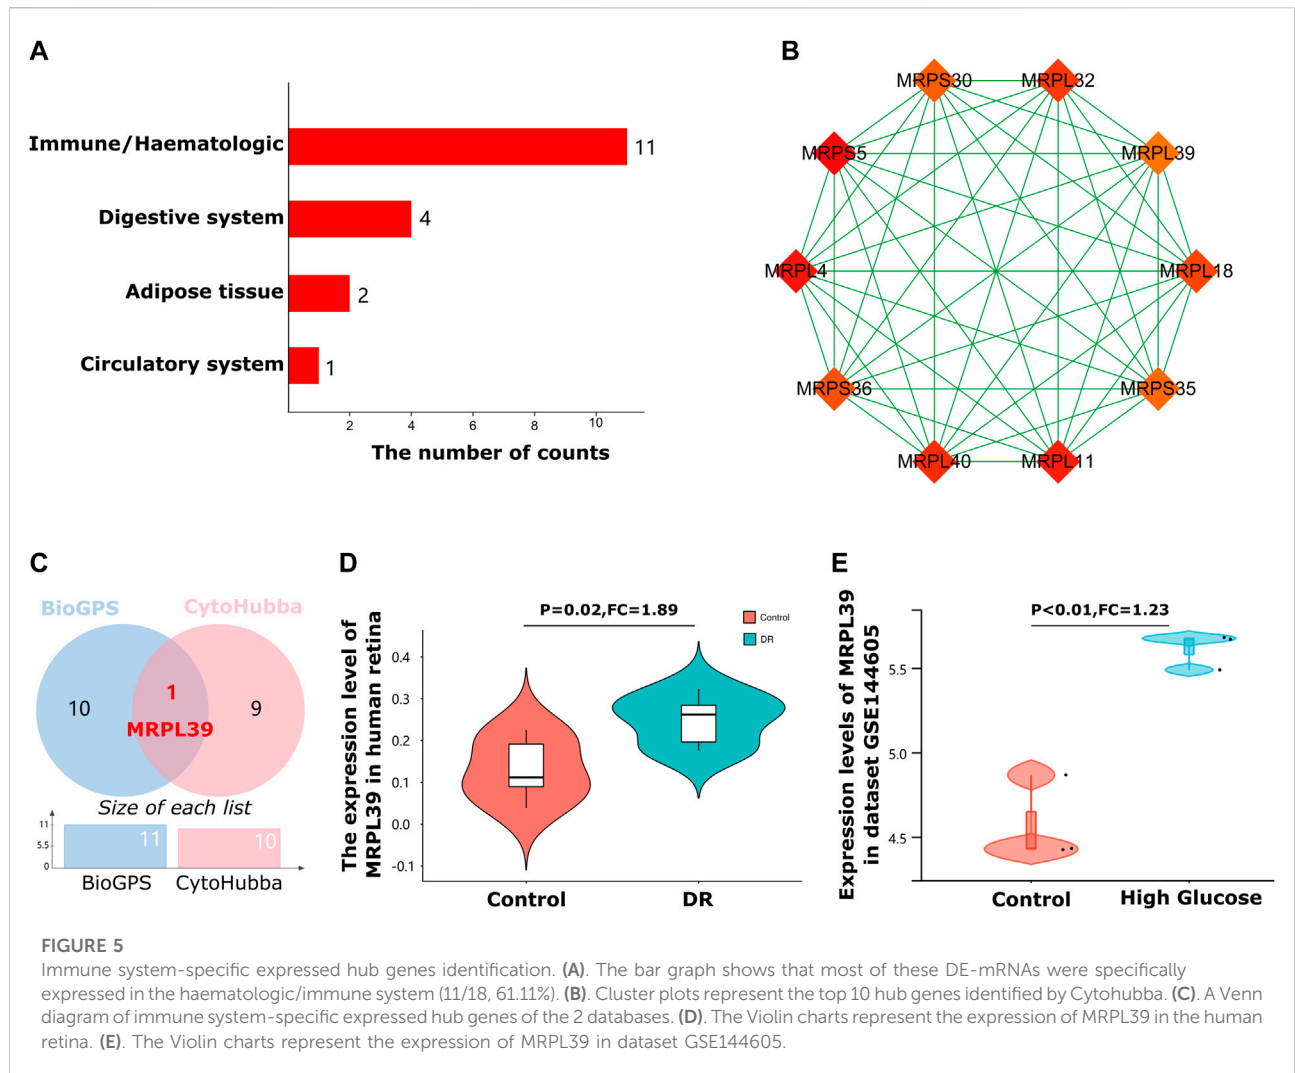 A
Immune/Haematologic
11
Digestive system
4
Adipose tissue
2
Circulatory system
1
2 4 6 8 10
The number of counts
B
MRPS30
MRPL32
MRPS5
MRPL39
MRPL4
MRPL18
MRPS36
MRPS35
MRPL40
MRPL11
C
BioGPS
CytoHubba
10
1
9
MRPL39
Size of each list
11
5.5
0
11
10
BioGPS
CytoHubba
D
The expression level of
MRPL39 in human retina
P=0.02,FC=1.89
Control
DR
0.4
0.3
0.2
0.1
0.0
-0.1
Control
DR
E
Expression levels of MRPL39
in dataset GSE144605
P<0.01,FC=1.23
5.5
5.0
4.5
Control
High Glucose
FIGURE 5
Immune system-specific expressed hub genes identification. (A). The bar graph shows that most of these DE-mRNAs were specifically
expressed in the haematologic/immune system (11/18, 61.11%). (B). Cluster plots represent the top 10 hub genes identified by Cytohubba. (C). A Venn
diagram of immune system-specific expressed hub genes of the 2 databases. (D). The Violin charts represent the expression of MRPL39 in the human
retina. (E). The Violin charts represent the expression of MRPL39 in dataset GSE144605.